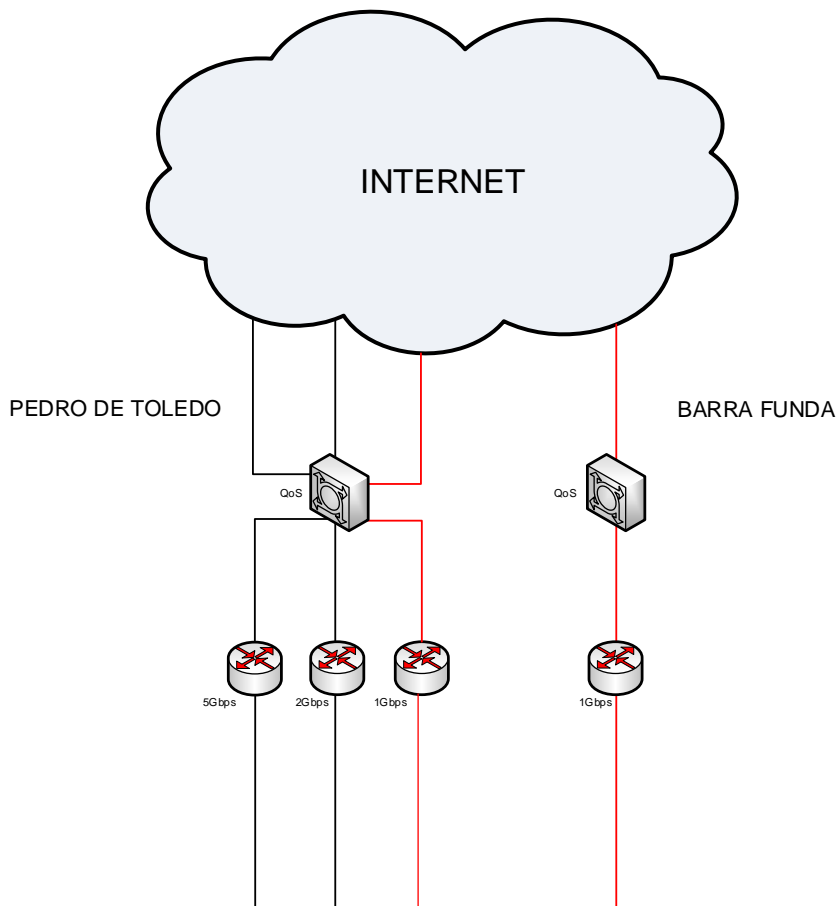 INTERNET
PEDRO DE TOLEDO
BARRA FUNDA
QoS
QoS
5Gbps
2Gbps
1Gbps
1Gbps